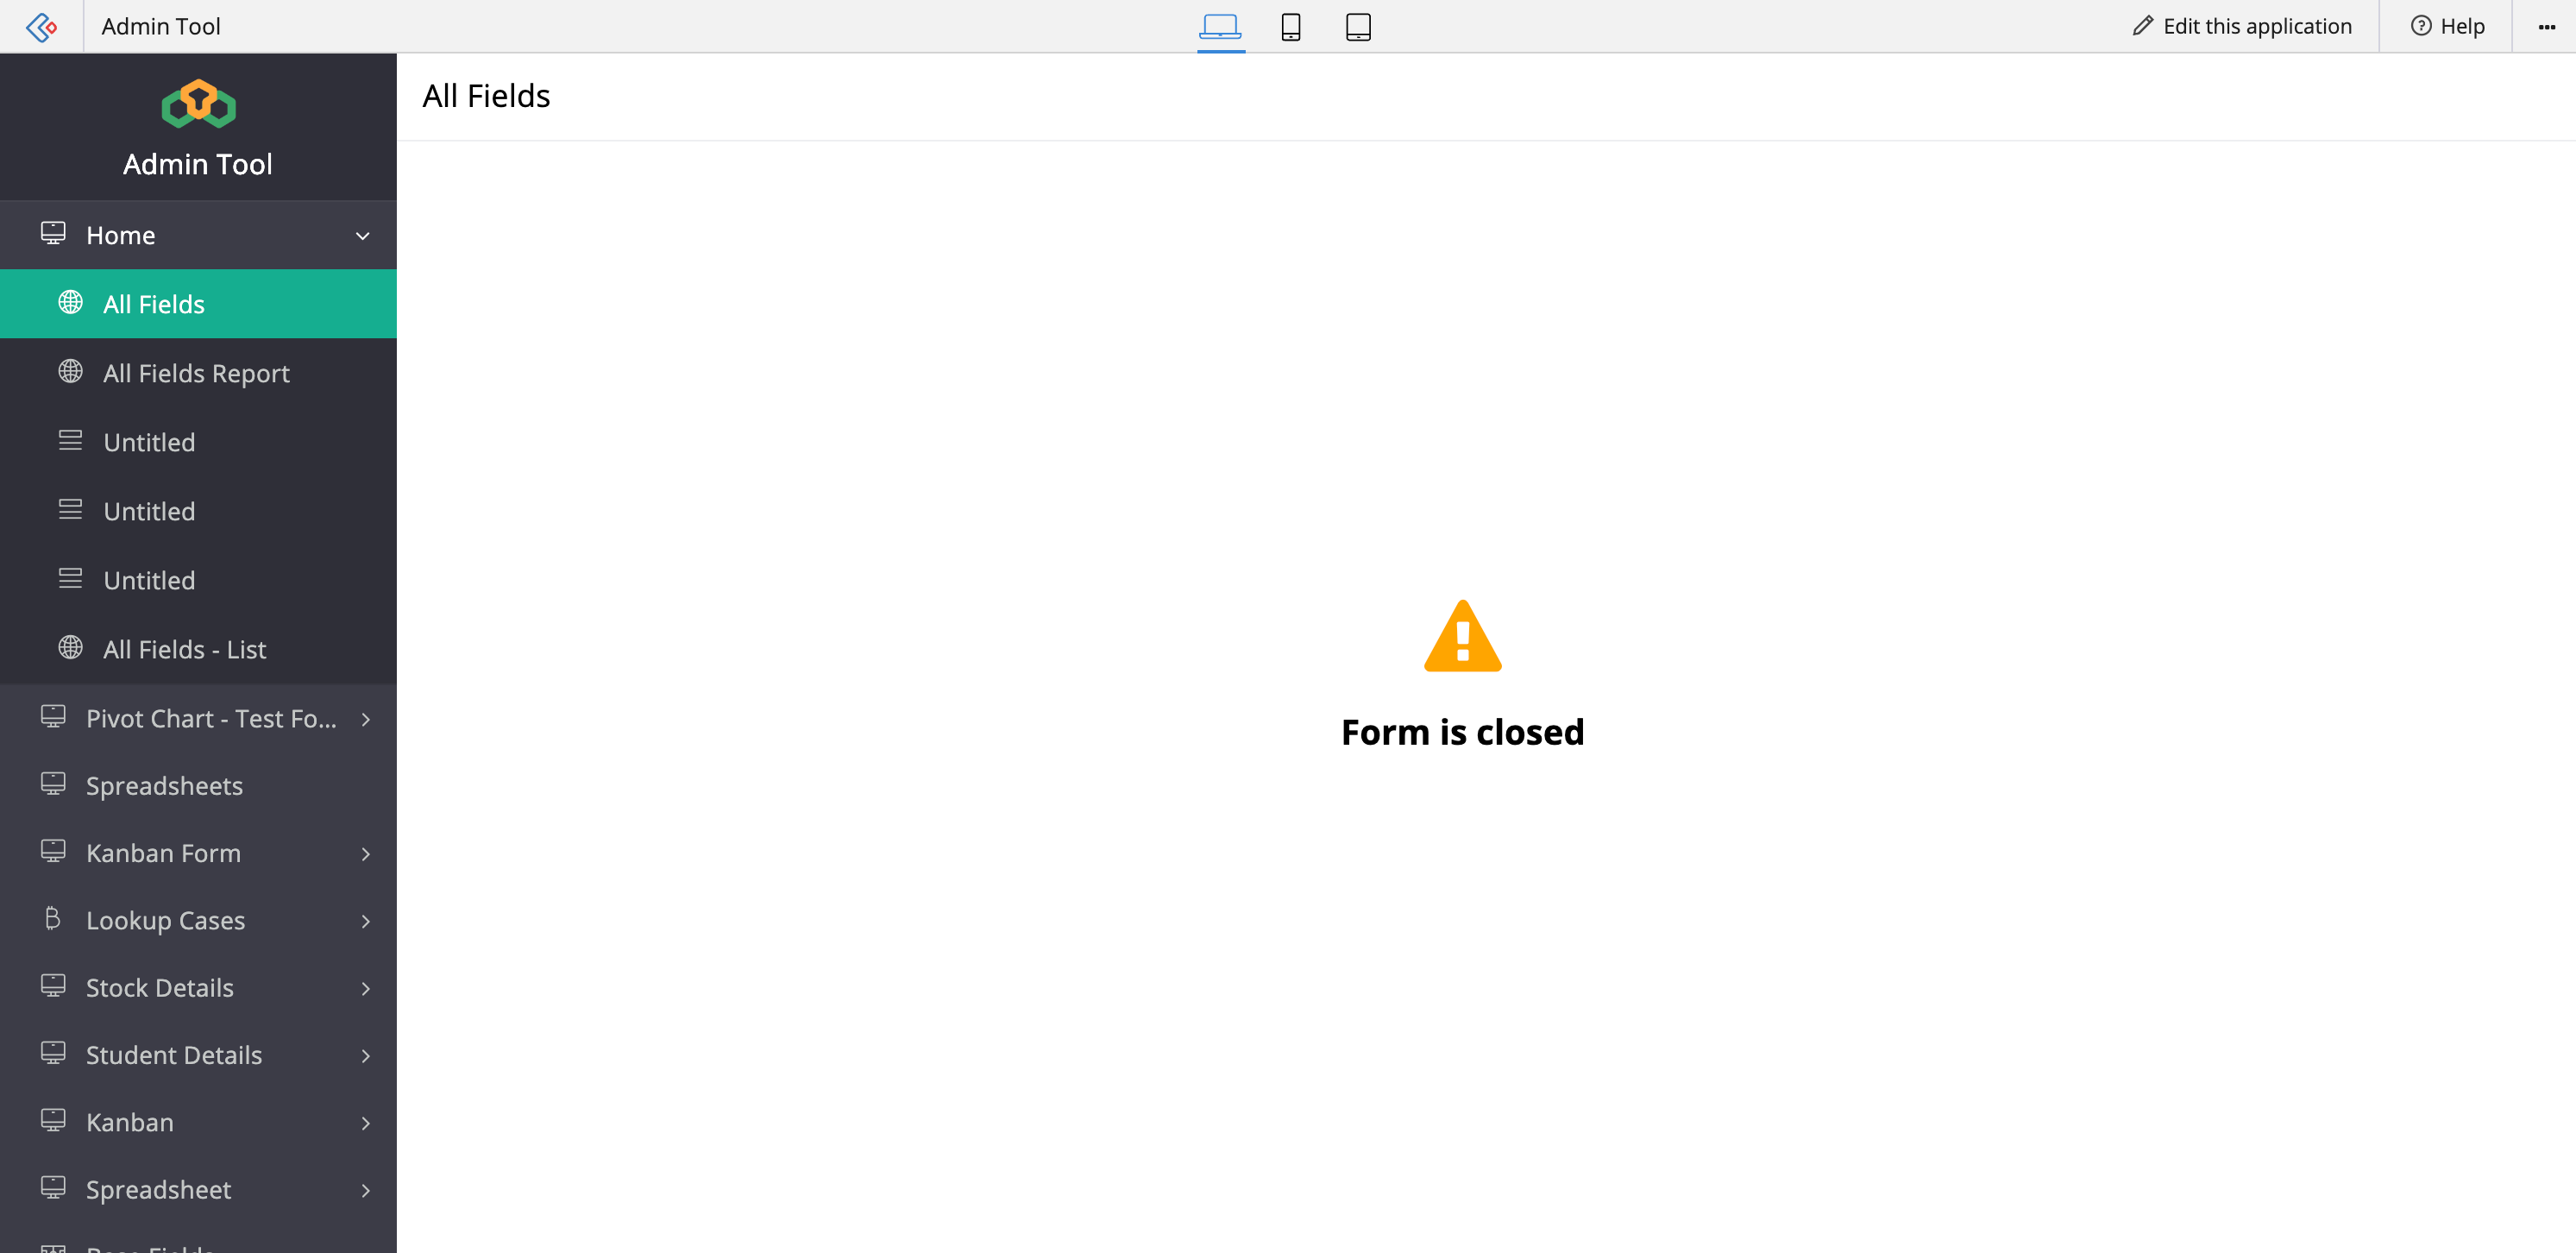 Admin Tool
Edit this application
Help
Admin Tool
Home
All Fields
All Fields Report
Untitled
Untitled
Untitled
All Fields - List
Pivot Chart - Test Fo...
Spreadsheets
Kanban Form
Lookup Cases
Stock Details
Student Details
Kanban
Spreadsheet
All Fields
Form is closed